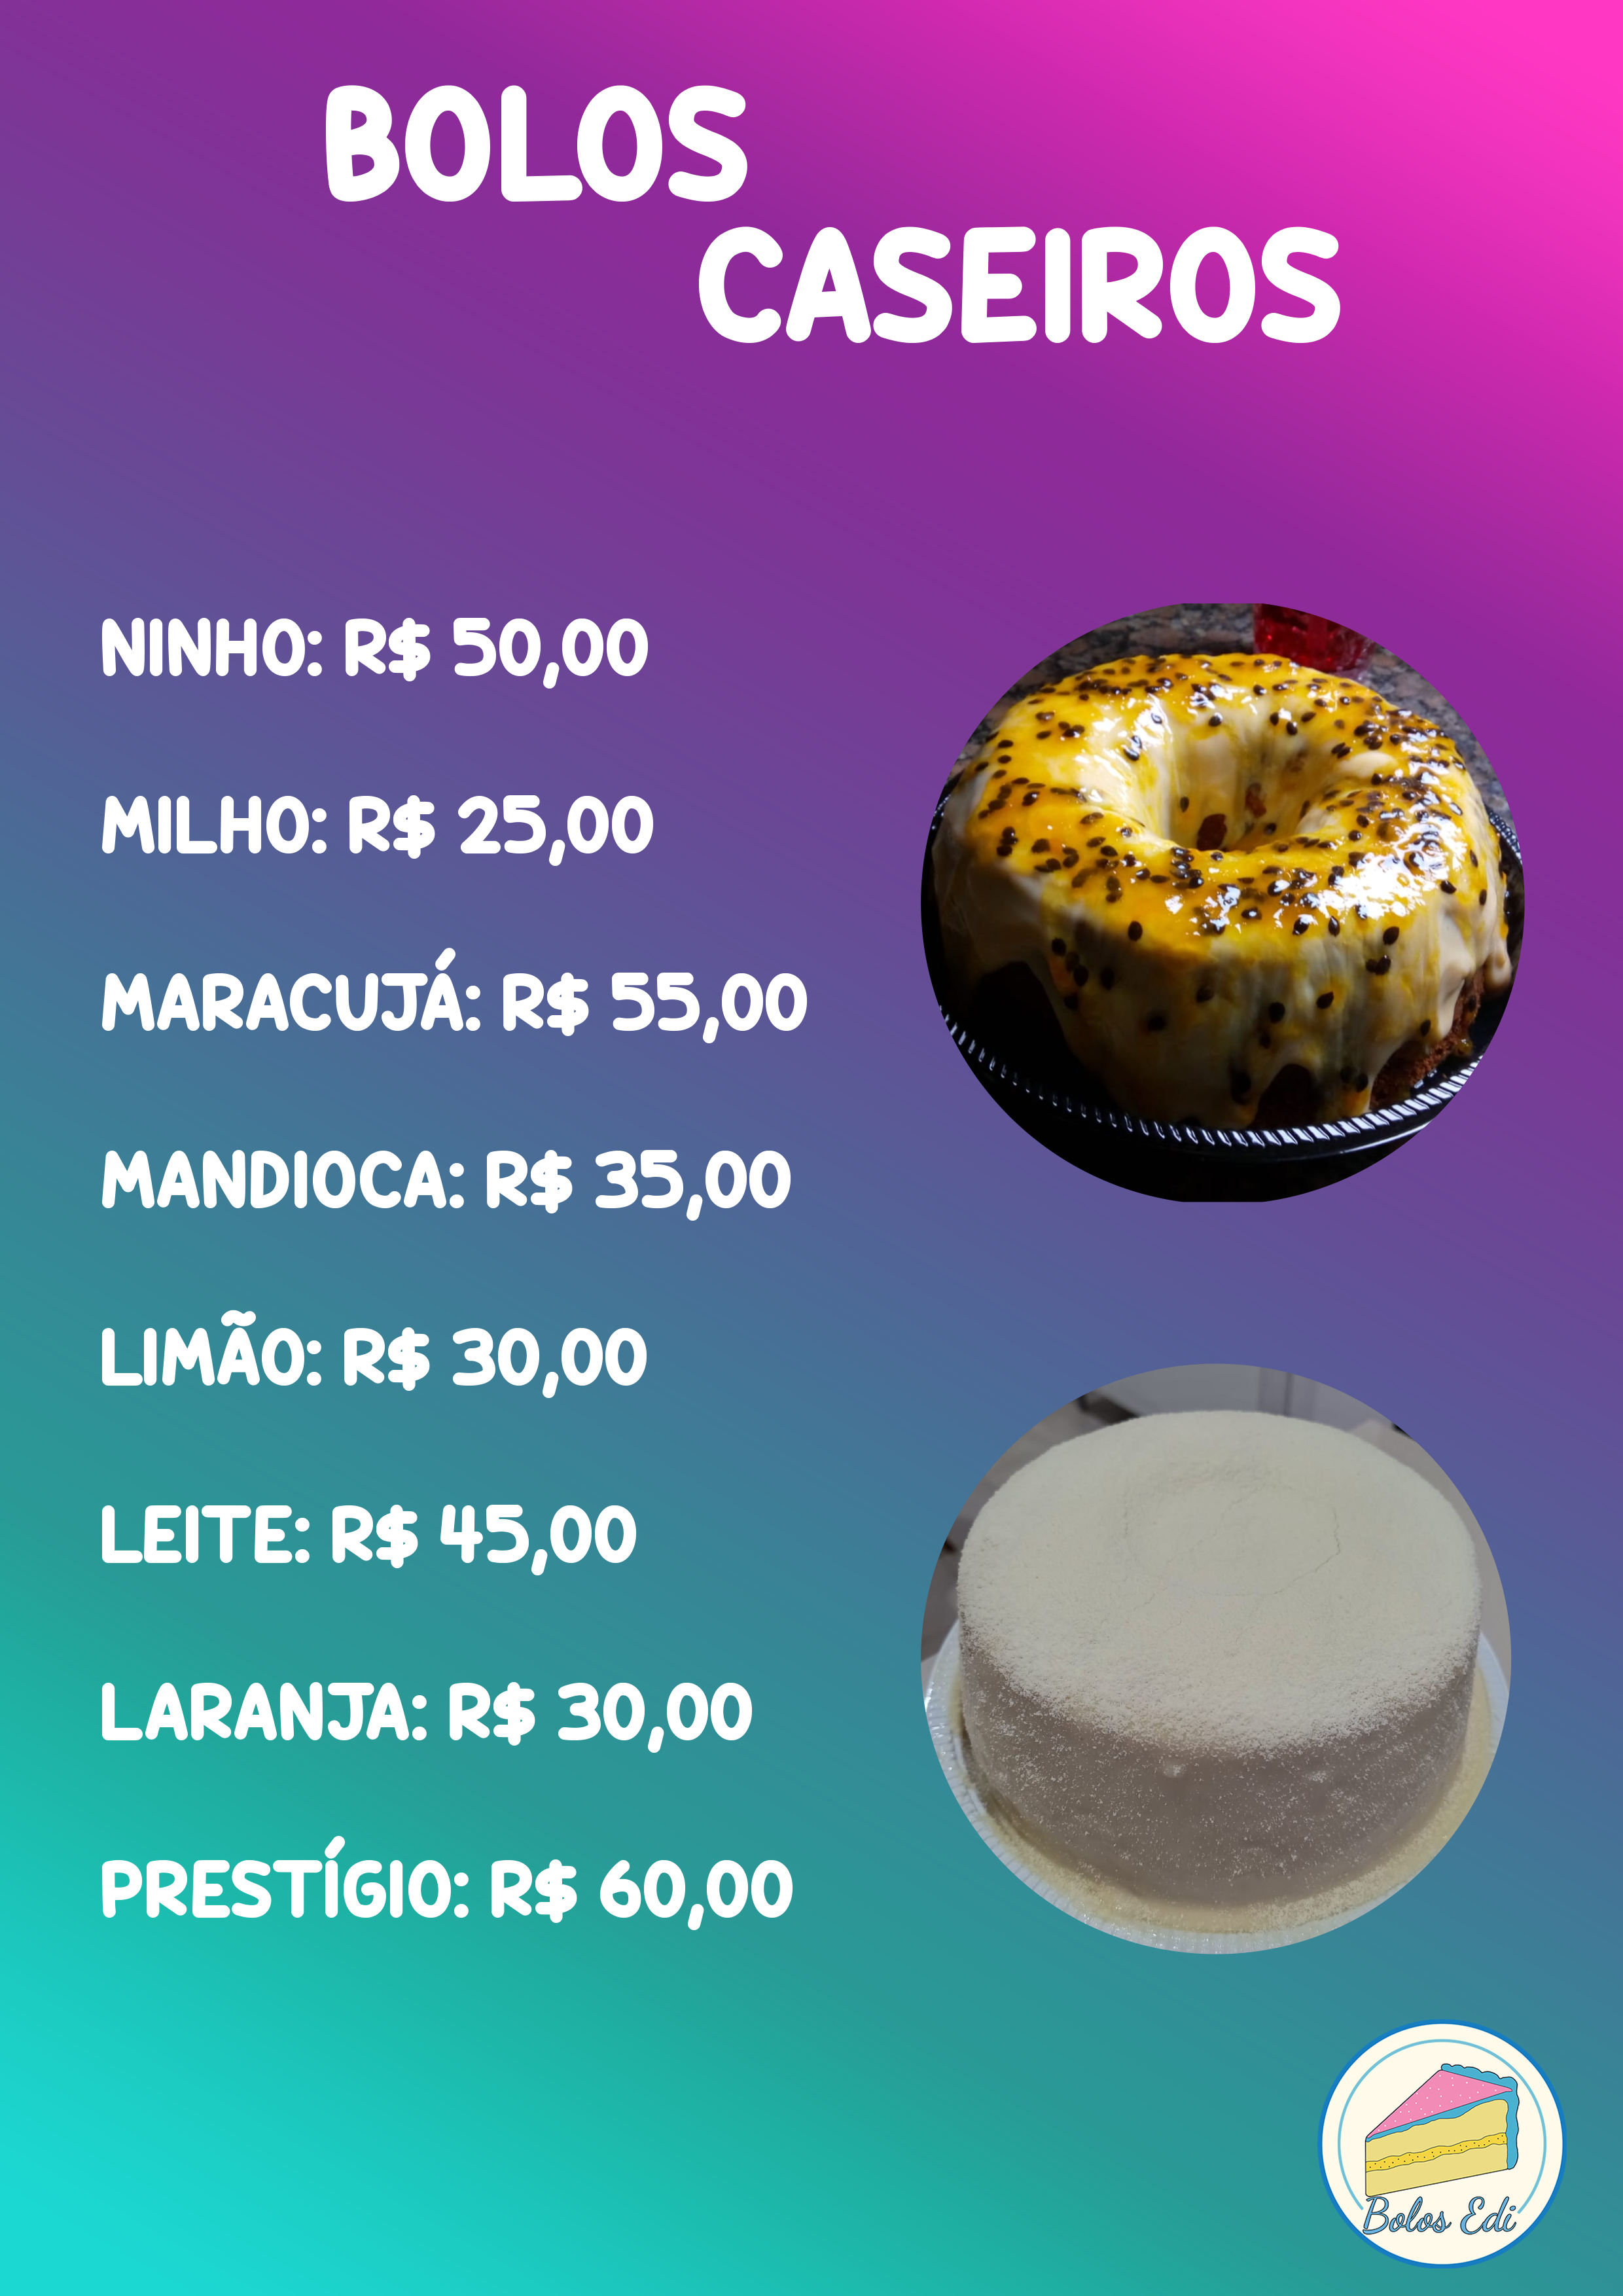 BOLOS
CASEIROS
NINHO: R$ 50,00
MILHO: R$ 25,00
MARACUJÁ: R$ 55,00
MANDIOCA: R$ 35,00
LIMÃO: R$ 30,00
LEITE: R$ 45,00
LARANJA: R$ 30,00
PRESTÍGIO: R$ 60,00
Bolos Edi